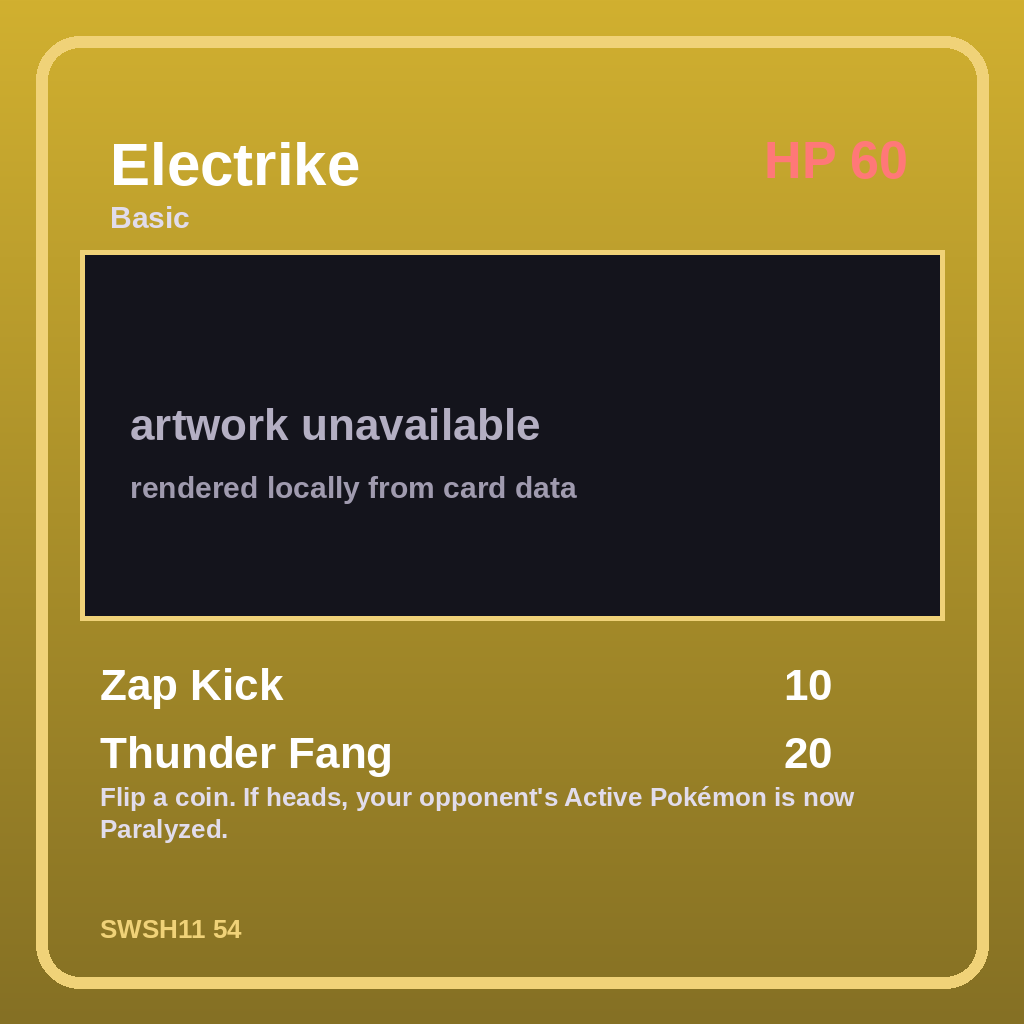 Electrike
HP 60
Basic
artwork unavailable
rendered locally from card data
Zap Kick 10
Thunder Fang 20
Flip a coin. If heads, your opponent's Active Pokémon is now
Paralyzed.
SWSH11 54